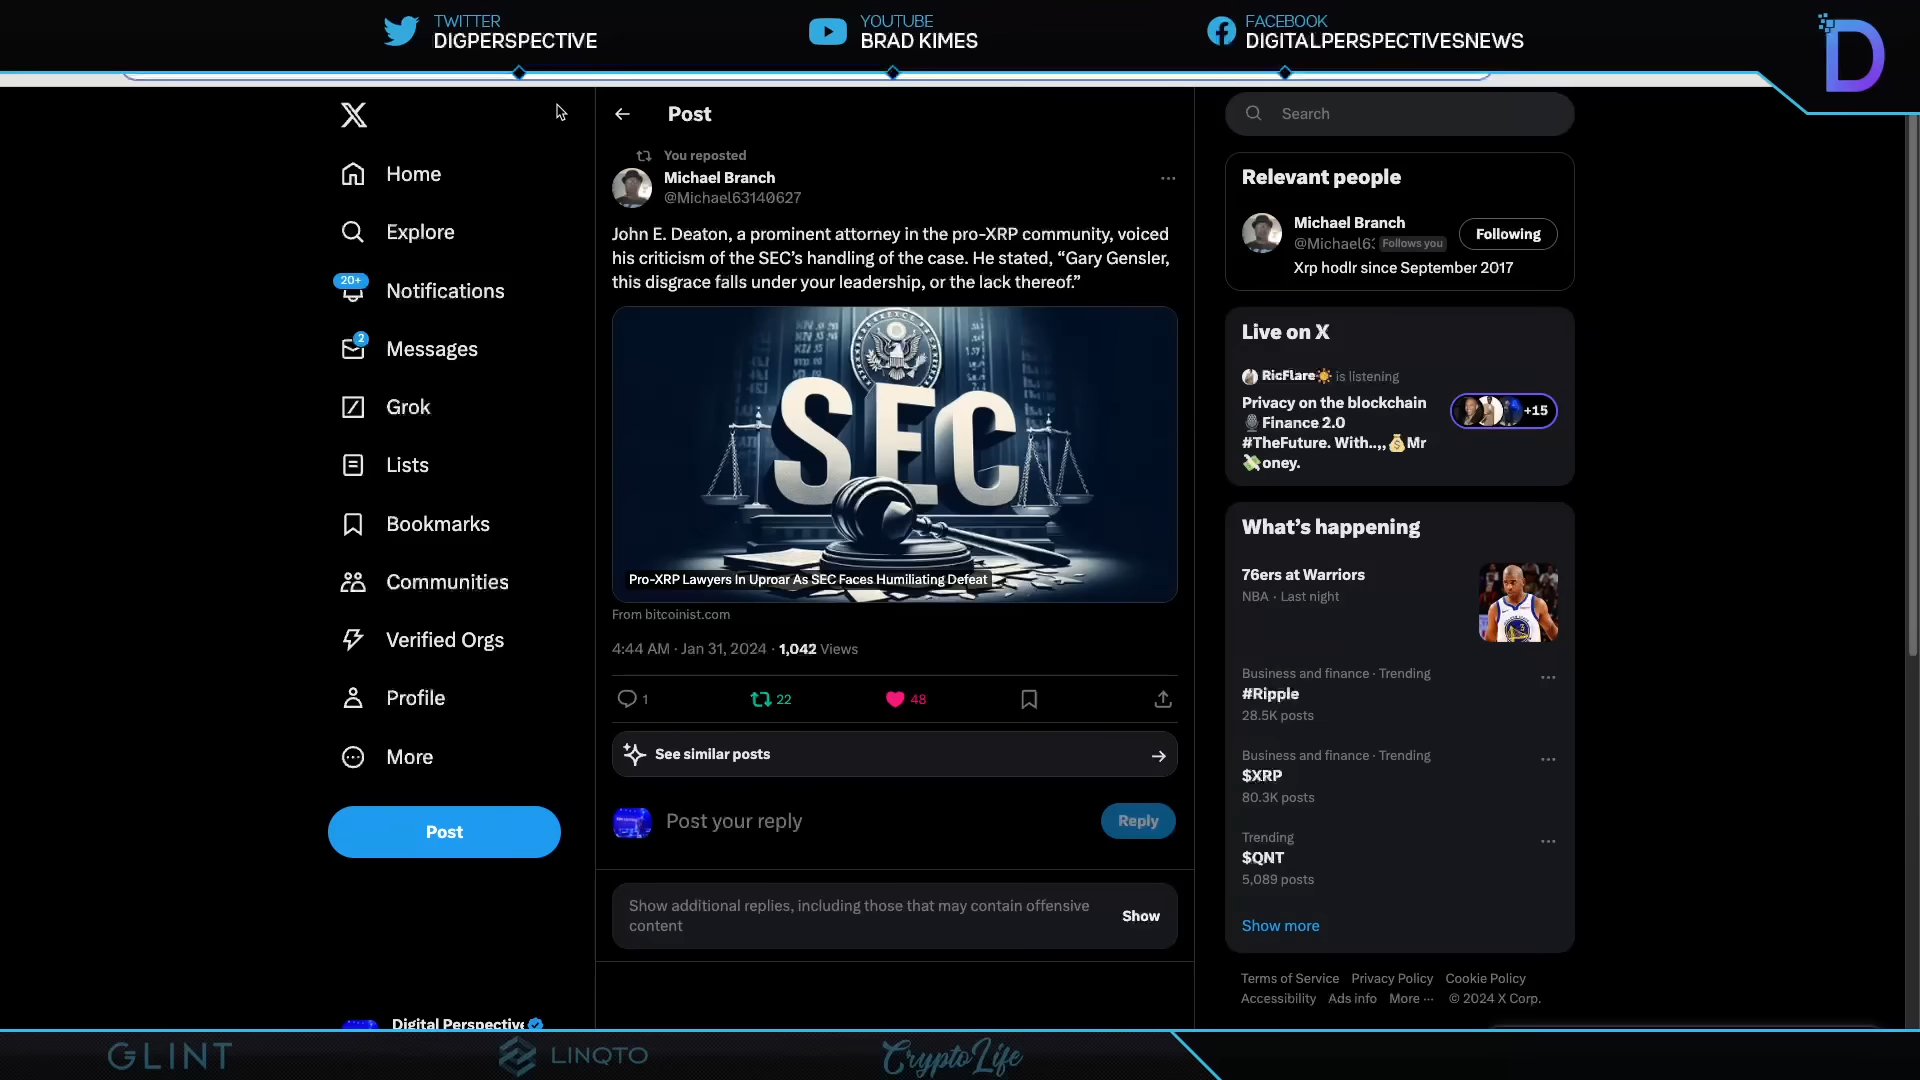 TWITTER
DIGPERSPECTIVE
YOUTUBE
BRAD KIMES
FACEBOOK
DIGITALPERSPECTIVESNEWS
D
Home
Explore
20+
Notifications
2
Messages
Grok
Lists
Bookmarks
Communities
Verified Orgs
Profile
More
Post
Digital Perspective
Post
You reposted
Michael Branch
@Michael63140627
John E. Deaton, a prominent attorney in the pro-XRP community, voiced
his criticism of the SEC’s handling of the case. He stated, “Gary Gensler,
this disgrace falls under your leadership, or the lack thereof.”
SEC
Pro-XRP Lawyers In Uproar As SEC Faces Humiliating Defeat
From bitcoinist.com
4:44 AM · Jan 31, 2024 · 1,042 Views
1
22
48
See similar posts
Post your reply
Reply
Show additional replies, including those that may contain offensive
content
Show
Search
Relevant people
Michael Branch
@Michael6
Follows you
Following
Xrp hodlr since September 2017
Live on X
RicFlare☀️ is listening
Privacy on the blockchain
🎙️Finance 2.0
#TheFuture. With..,,💰Mr
💸oney.
+15
What’s happening
76ers at Warriors
NBA · Last night
Business and finance · Trending
#Ripple
28.5K posts
Business and finance · Trending
$XRP
80.3K posts
Trending
$QNT
5,089 posts
Show more
Terms of Service Privacy Policy Cookie Policy
Accessibility Ads info More ··· © 2024 X Corp.
GLINT
LINQTO
CryptoLife